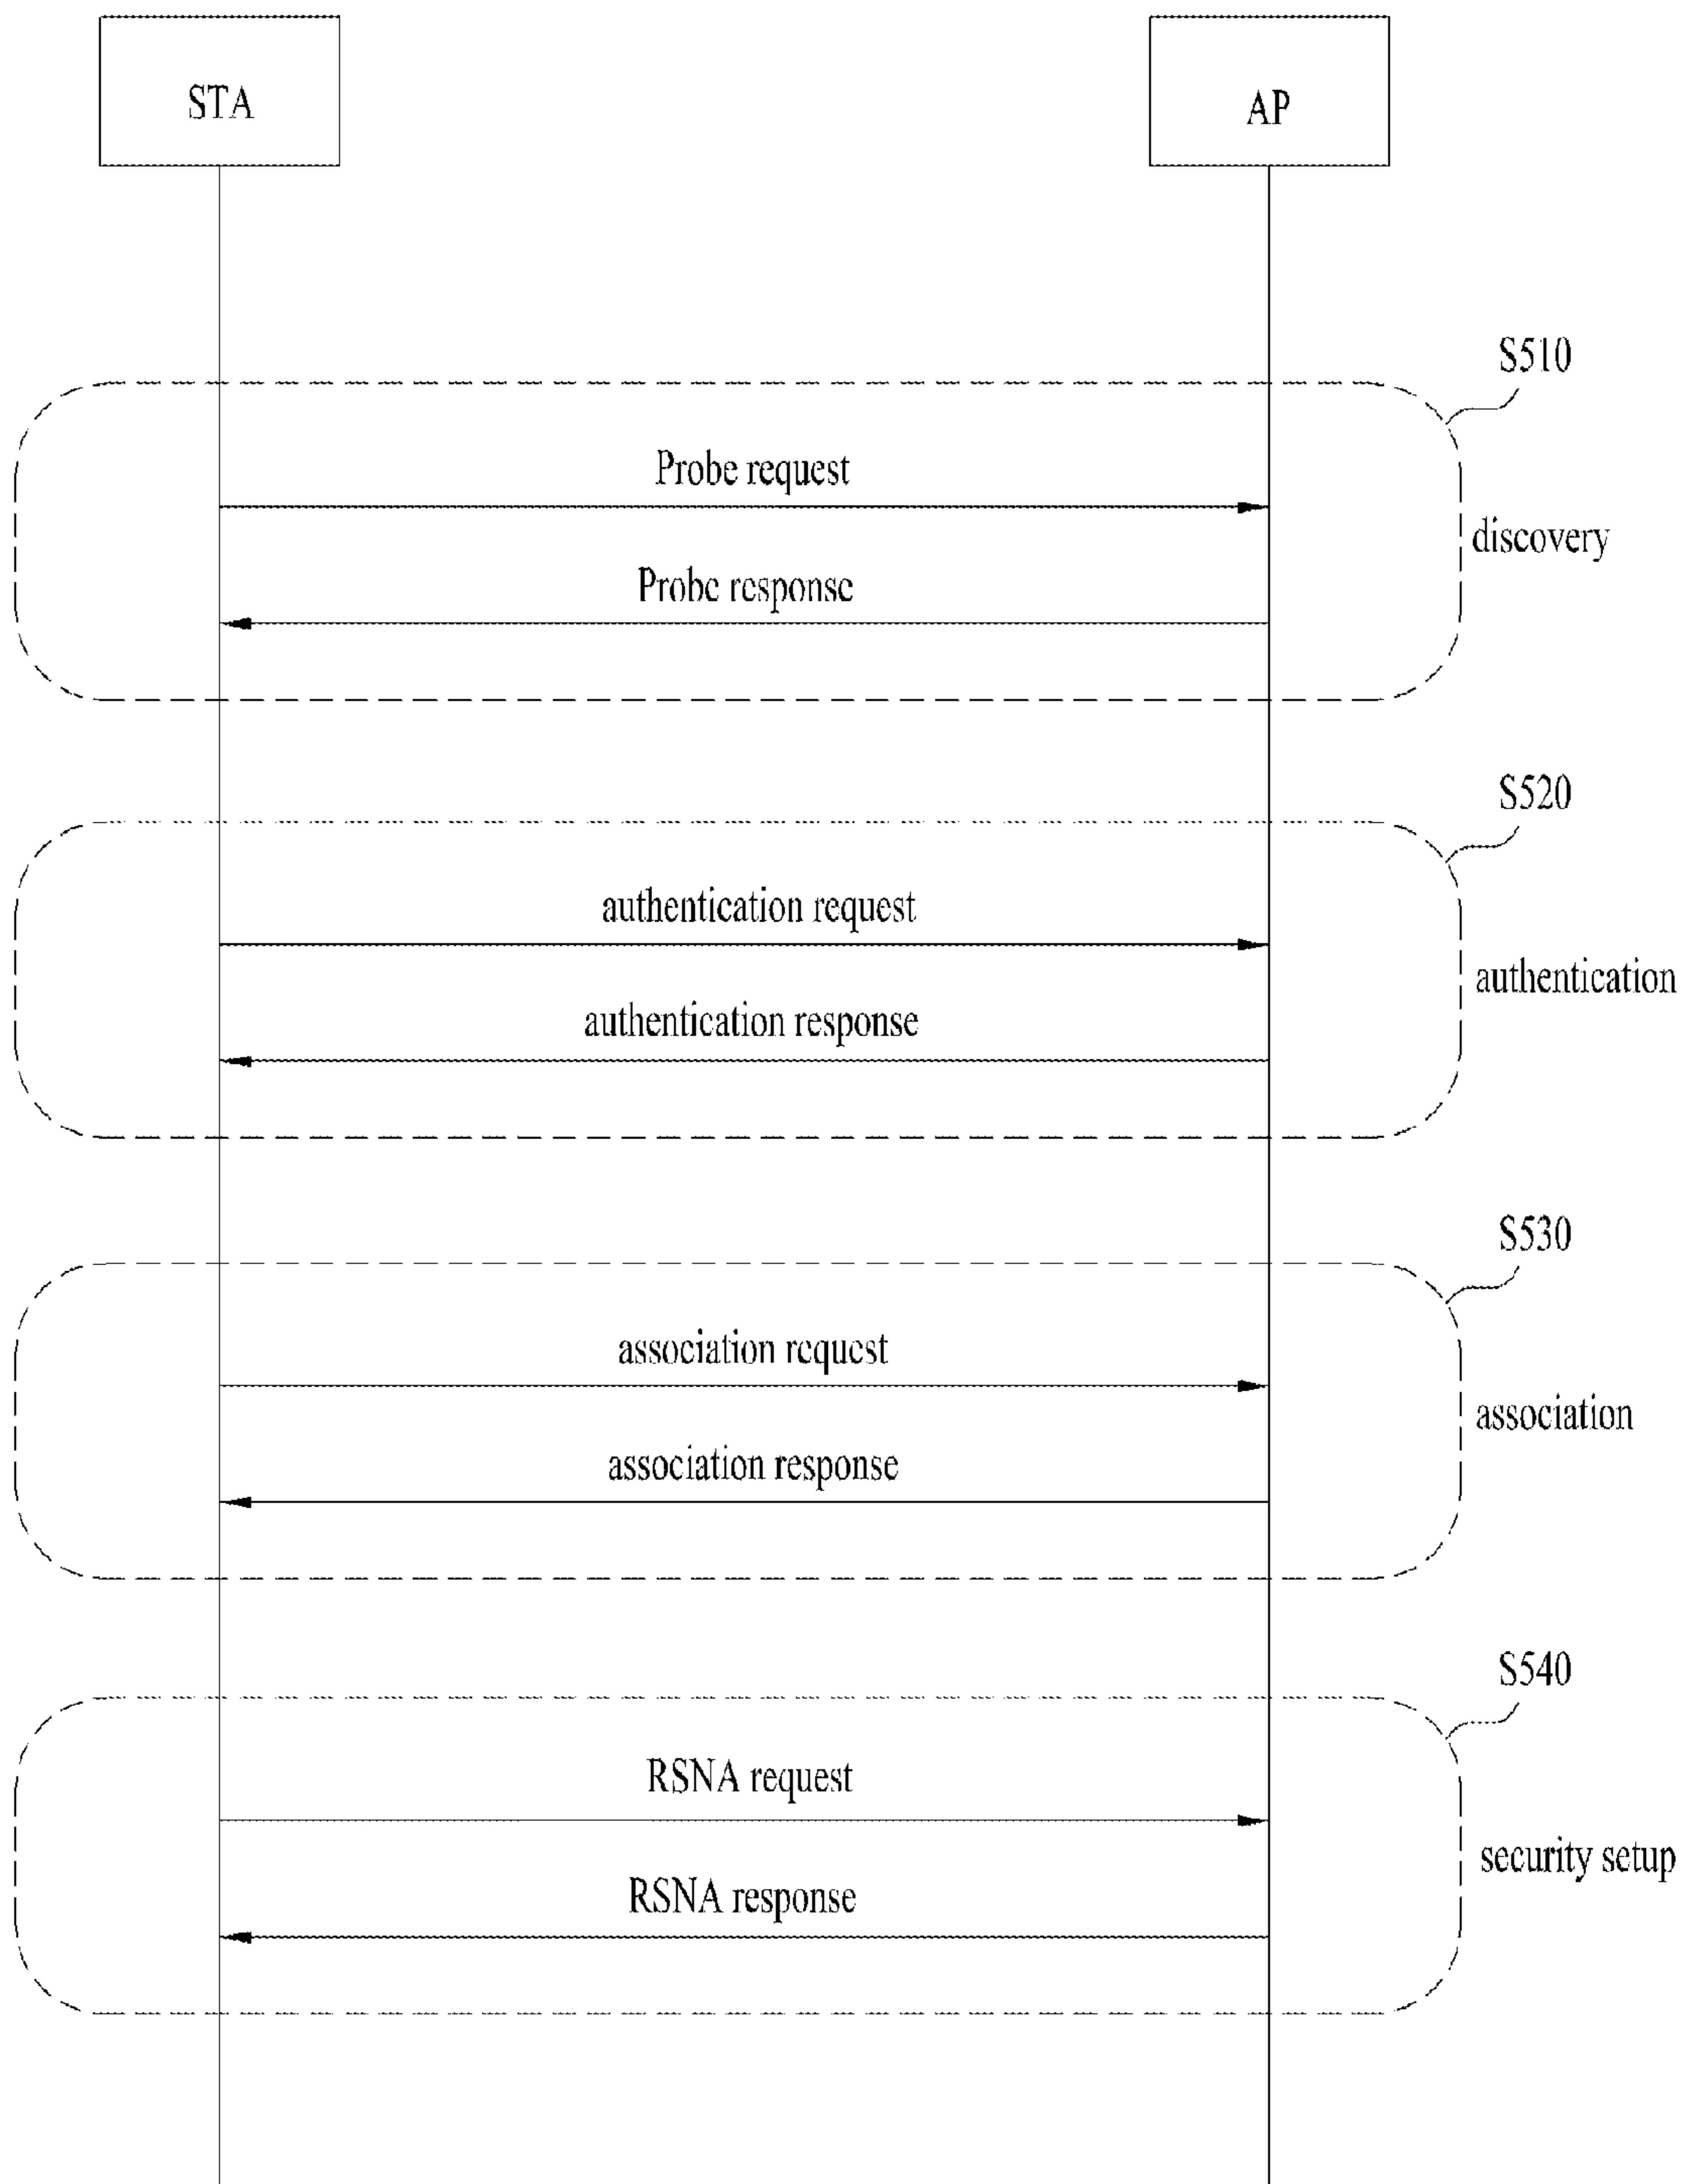 STA
AP
S510
Probe request
discovery
Probe response
S520
authentication request
authentication
authentication response
S530
association request
association
association response
S540
RSNA request
security setup
RSNA response